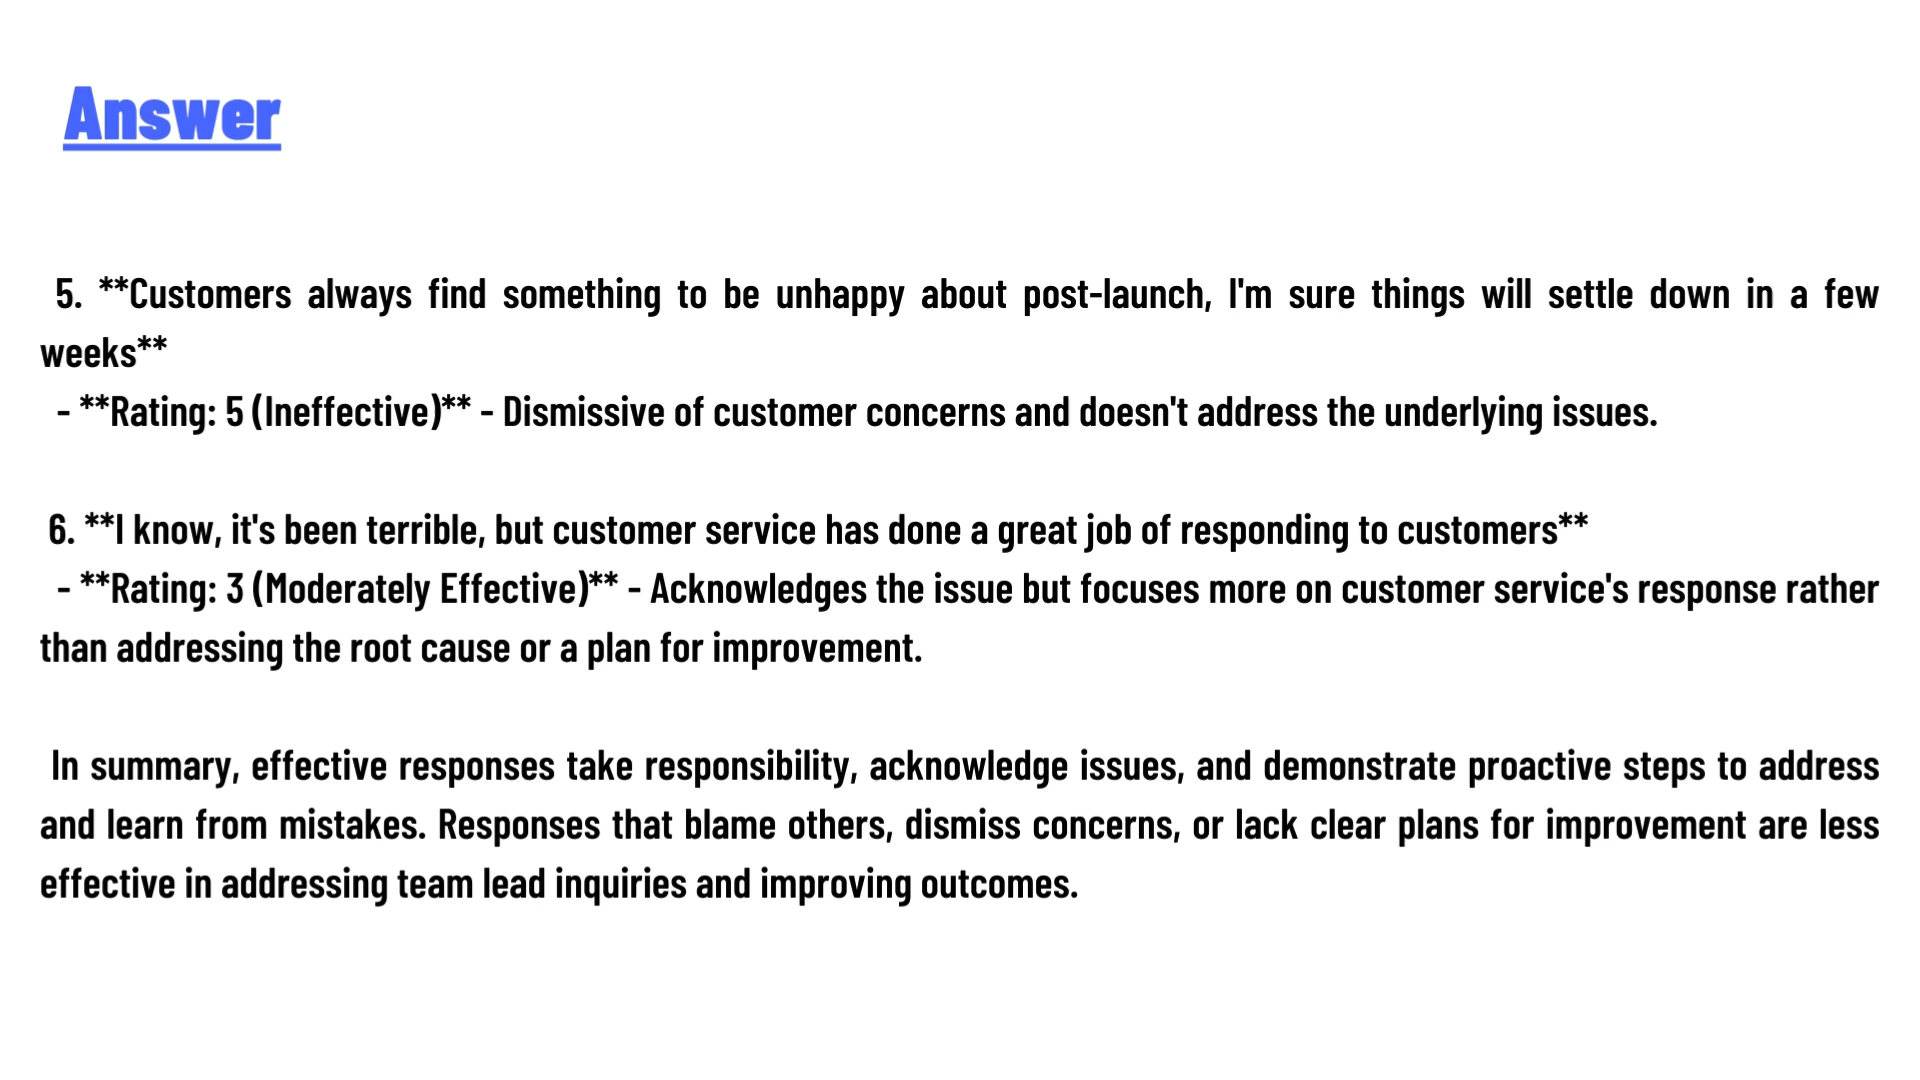 Answer
5. **Customers always find something to be unhappy about post-launch, I'm sure things will settle down in a few
weeks**
- **Rating: 5 (Ineffective)** - Dismissive of customer concerns and doesn't address the underlying issues.
6. **I know, it's been terrible, but customer service has done a great job of responding to customers**
- **Rating: 3 (Moderately Effective)** - Acknowledges the issue but focuses more on customer service's response rather
than addressing the root cause or a plan for improvement.
In summary, effective responses take responsibility, acknowledge issues, and demonstrate proactive steps to address
and learn from mistakes. Responses that blame others, dismiss concerns, or lack clear plans for improvement are less
effective in addressing team lead inquiries and improving outcomes.